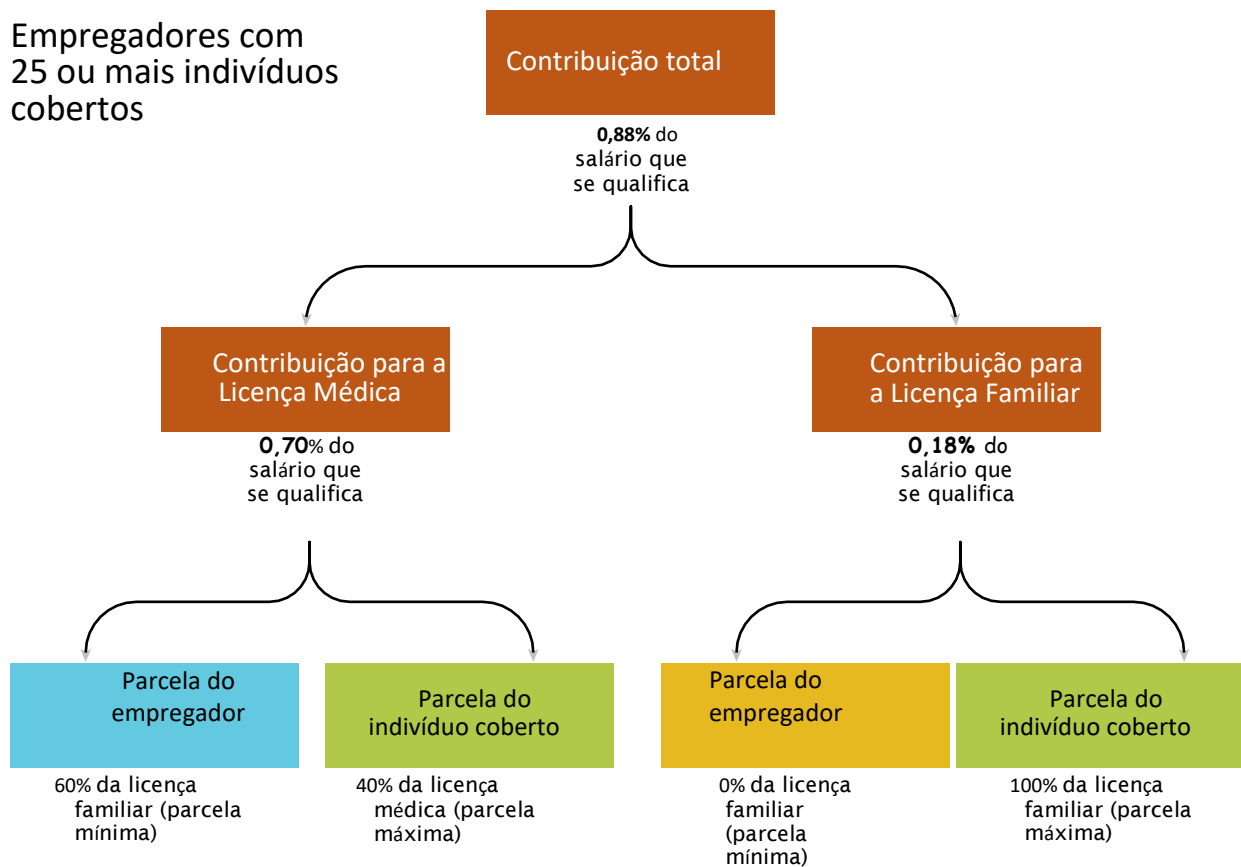 Empregadores com
25 ou mais indivíduos
cobertos
Contribuição total
0,88% do
salário que
se qualifica
Contribuição para a
Licença Médica
0,70% do
salário que
se qualifica
Contribuição para
a Licença Familiar
0,18% do
salário que
se qualifica
Parcela do
empregador
60% da licença
familiar (parcela
mínima)
Parcela do
indivíduo coberto
40% da licença
médica (parcela
máxima)
Parcela do
empregador
0% da licença
familiar
(parcela
mínima)
Parcela do
indivíduo coberto
100% da licença
familiar (parcela
máxima)